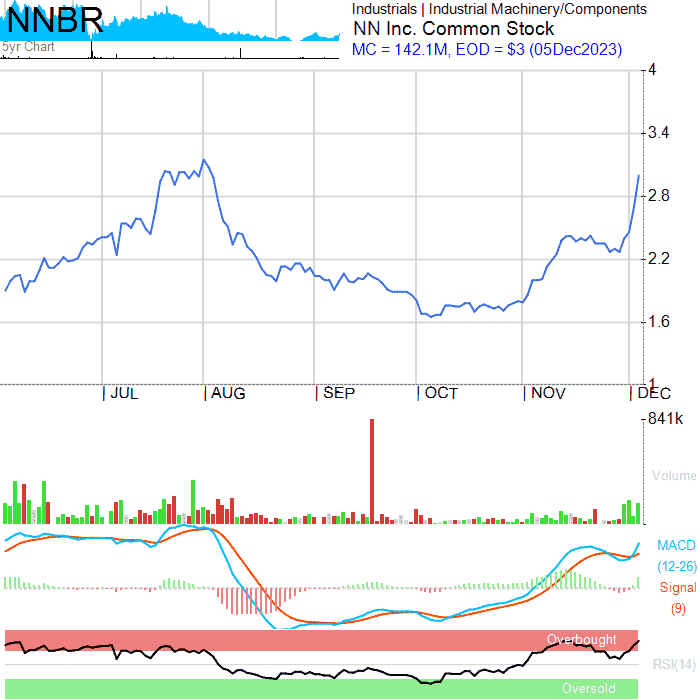 NNBR
5yr Chart
Industrials | Industrial Machinery/Components
NN Inc. Common Stock
MC = 142.1M, EOD = $3 (05Dec2023)
4
3.4
2.8
2.2
1.6
1
| JUL | AUG | SEP | OCT | NOV | DEC
841k
Volume
MACD
(12-26)
Signal
(9)
Overbought
RSI(14)
Oversold